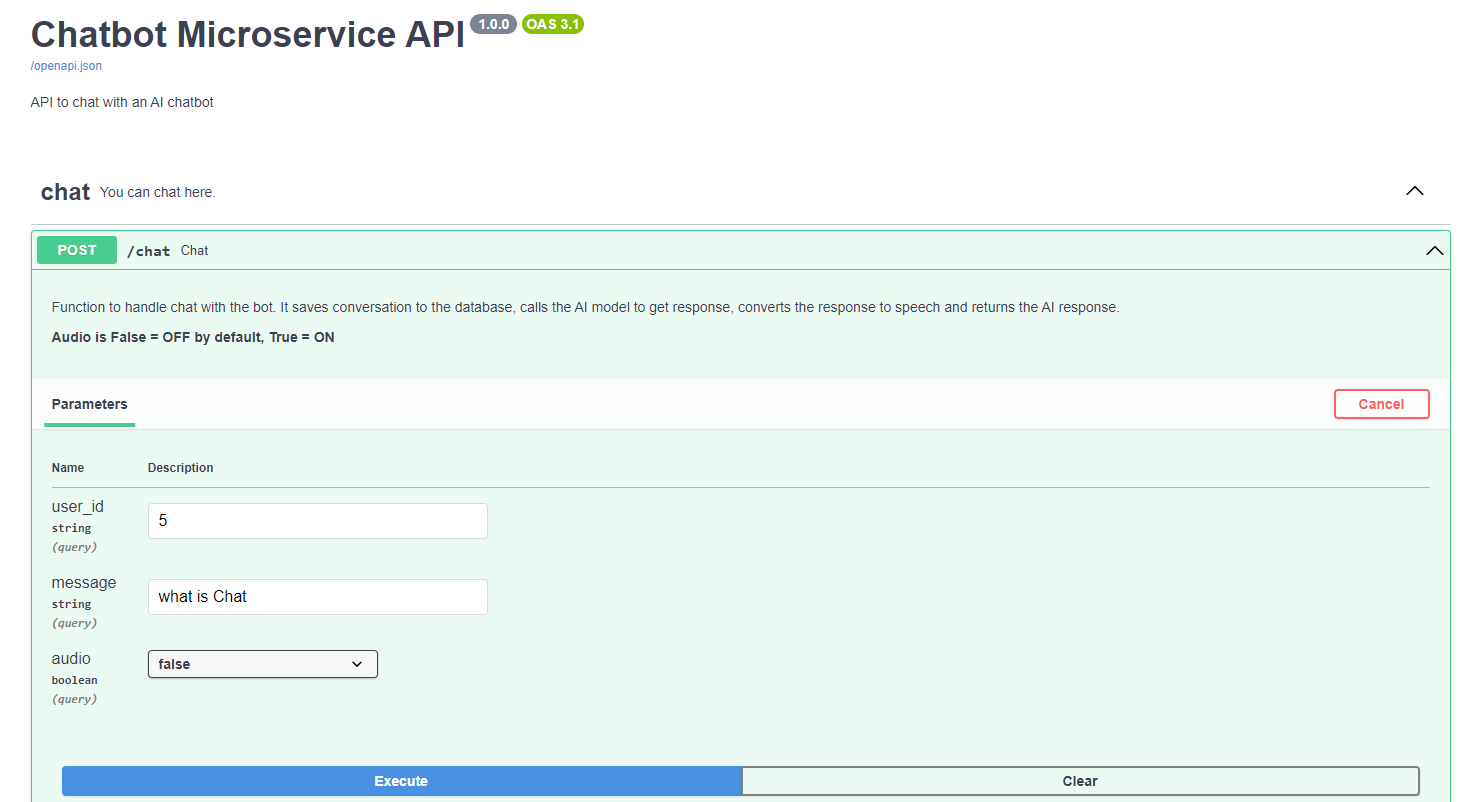 Chatbot Microservice API 1.0.0 OAS 3.1
/openapi.json
API to chat with an AI chatbot
chat You can chat here.
POST /chat Chat
Function to handle chat with the bot. It saves conversation to the database, calls the AI model to get response, converts the response to speech and returns the AI response.
Audio is False = OFF by default, True = ON
Parameters Cancel
Name Description
user_id
string
(query)
5
message
string
(query)
what is Chat
audio
boolean
(query)
false
Execute Clear